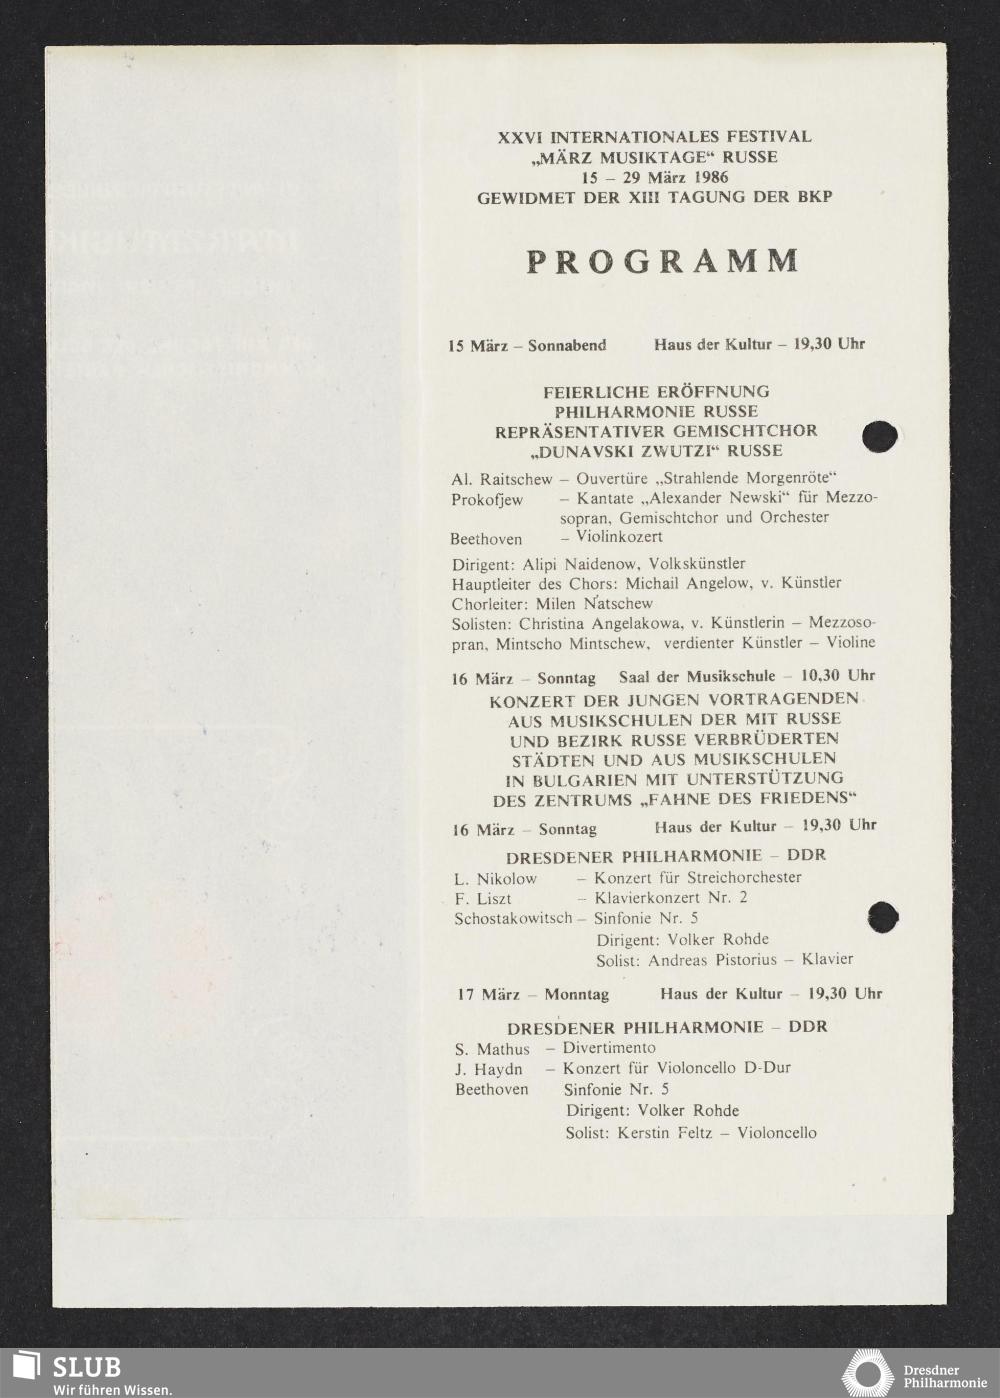 XXVI INTERNATIONALES FESTIVAL
„MÄRZ MUSIKTAGE“ RUSSE
15 – 29 März 1986
GEWIDMET DER XIII TAGUNG DER BKP
PROGRAMM
15 März – Sonnabend Haus der Kultur – 19,30 Uhr
FEIERLICHE ERÖFFNUNG
PHILHARMONIE RUSSE
REPRÄSENTATIVER GEMISCHTCHOR
„DUNAVSKI ZWUTZI“ RUSSE
Al. Raitschew – Ouvertüre „Strahlende Morgenröte“
Prokofjew – Kantate „Alexander Newski“ für Mezzo-
sopran, Gemischtchor und Orchester
Beethoven – Violinkozert
Dirigent: Alipi Naidenow, Volkskünstler
Hauptleiter des Chors: Michail Angelow, v. Künstler
Chorleiter: Milen Natschew
Solisten: Christina Angelakowa, v. Künstlerin – Mezzoso-
pran, Mintscho Mintschew, verdienter Künstler – Violine
16 März – Sonntag Saal der Musikschule – 10,30 Uhr
KONZERT DER JUNGEN VORTRAGENDEN
AUS MUSIKSCHULEN DER MIT RUSSE
UND BEZIRK RUSSE VERBRÜDERTEN
STÄDTEN UND AUS MUSIKSCHULEN
IN BULGARIEN MIT UNTERSTÜTZUNG
DES ZENTRUMS „FAHNE DES FRIEDENS“
16 März – Sonntag Haus der Kultur – 19,30 Uhr
DRESDENER PHILHARMONIE – DDR
L. Nikolow – Konzert für Streichorchester
F. Liszt – Klavierkonzert Nr. 2
Schostakowitsch – Sinfonie Nr. 5
Dirigent: Volker Rohde
Solist: Andreas Pistorius – Klavier
17 März – Monntag Haus der Kultur – 19,30 Uhr
DRESDENER PHILHARMONIE – DDR
S. Mathus – Divertimento
J. Haydn – Konzert für Violoncello D-Dur
Beethoven Sinfonie Nr. 5
Dirigent: Volker Rohde
Solist: Kerstin Feltz – Violoncello
SLUB
Wir führen Wissen.
Dresdner
Philharmonie